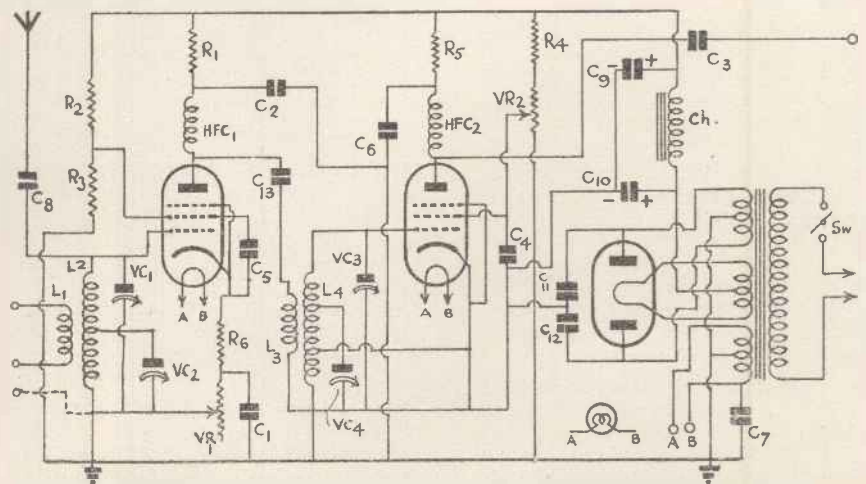 R1
R5
R4
C3
C9
- +
R2
C2
VR2
HFC1
C6
HFC2
Ch.
C10
- +
R3
C13
C8
Sw
L2
VC1
C5
C4
VC3
C11
L1
L4
A B
A B
C12
R6
L3
VC2
VR1
C1
VC4
A B
A B
C7